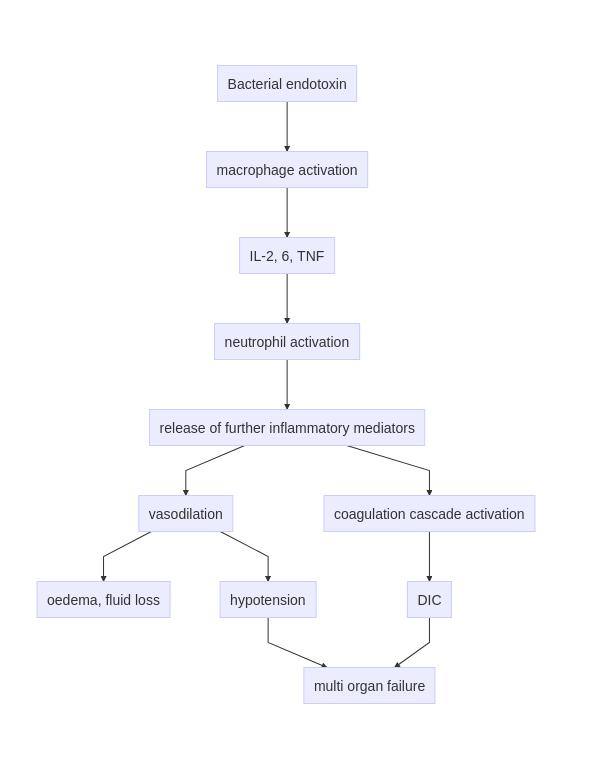 Bacterial endotoxin
macrophage activation
IL-2, 6, TNF
neutrophil activation
release of further inflammatory mediators
vasodilation
coagulation cascade activation
oedema, fluid loss
hypotension
DIC
multi organ failure